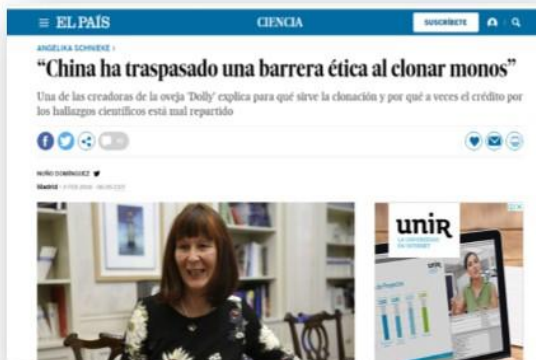 EL PAÍS
CIENCIA
SUSCRÍBETE
ANGELIKA SCHNIEKE
“China ha traspasado una barrera ética al clonar monos”
Una de las creadoras de la oveja 'Dolly' explica para qué sirve la clonación y por qué a veces el crédito por
los hallazgos científicos está mal repartido
NUÑO DOMÍNGUEZ
Madrid
unir
LA UNIVERSIDAD
EN INTERNET